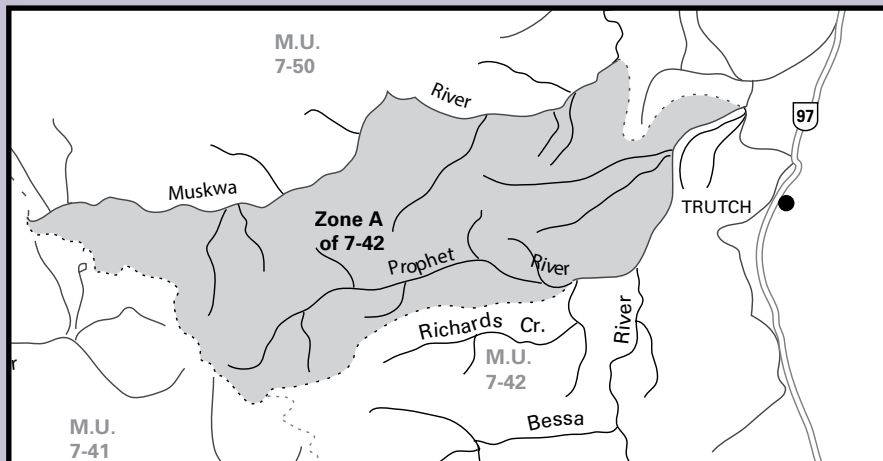 M.U.
7-50
River
97
Muskwa
TRUTCH
Zone A
of 7-42
Prophet
River
Richards Cr.
River
M.U.
7-42
r
Bessa
M.U.
7-41